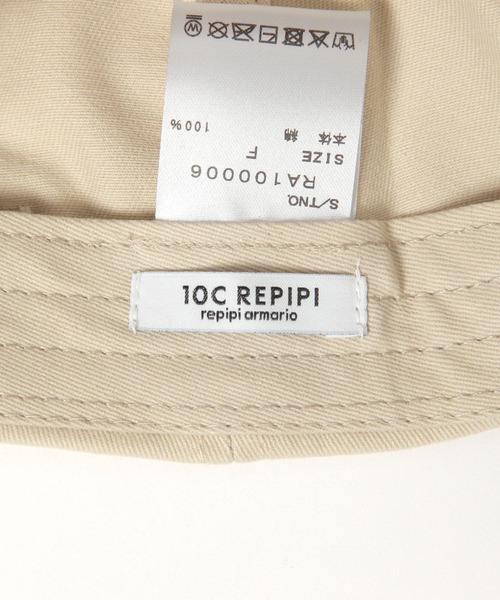 S/TNO.
RA100006
SIZE F
本体 綿 100%
10C REPIPI
repipi armario